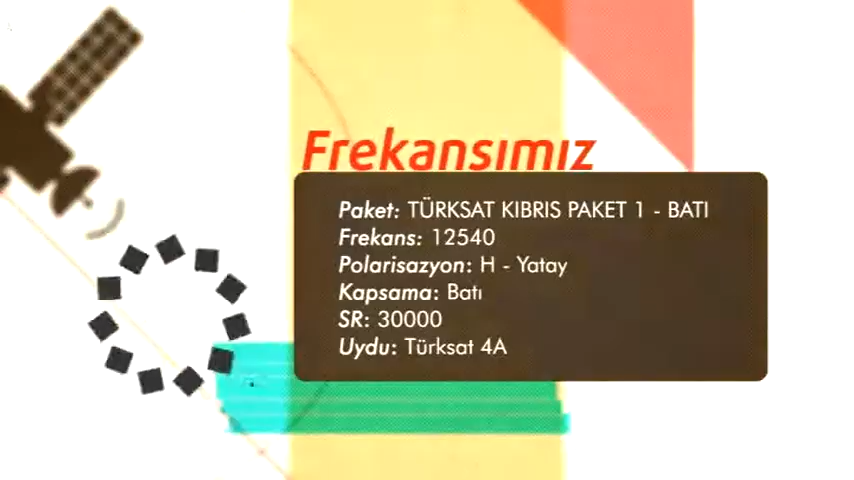 Frekansımız
Paket: TÜRKSAT KIBRIS PAKET 1 - BATI
Frekans: 12540
Polarisazyon: H - Yatay
Kapsama: Batı
SR: 30000
Uydu: Türksat 4A